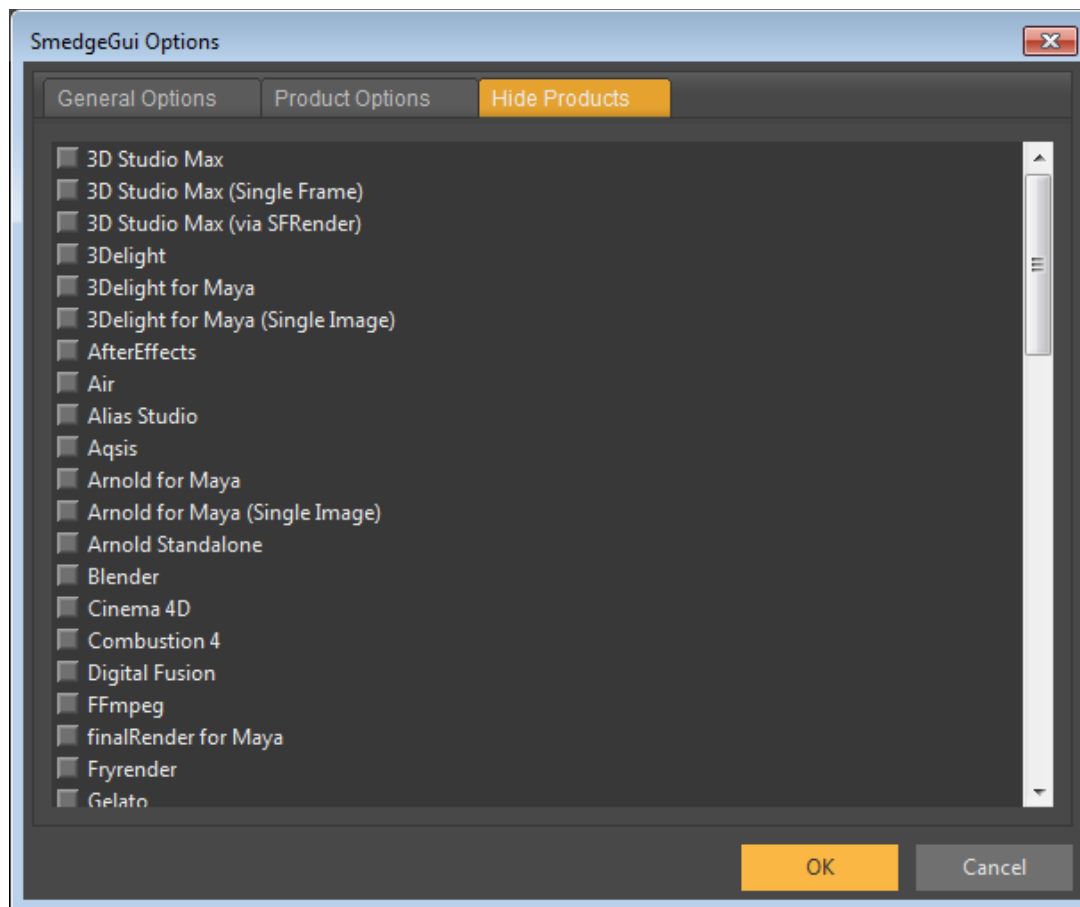 SmedgeGui Options
General Options Product Options Hide Products
3D Studio Max
3D Studio Max (Single Frame)
3D Studio Max (via SFRender)
3Delight
3Delight for Maya
3Delight for Maya (Single Image)
AfterEffects
Air
Alias Studio
Aqsis
Arnold for Maya
Arnold for Maya (Single Image)
Arnold Standalone
Blender
Cinema 4D
Combustion 4
Digital Fusion
FFmpeg
finalRender for Maya
Fryrender
Gelato
OK Cancel